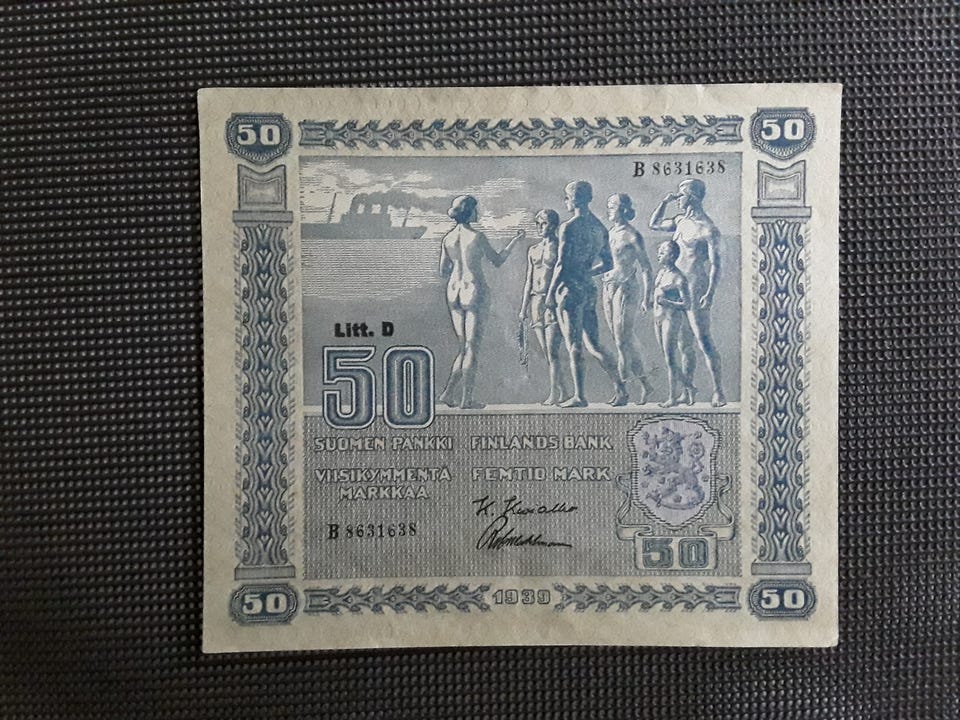 50
50
B 8631638
Litt. D
50
SUOMEN PANKKI FINLANDS BANK
VIISIKYMMENTÄ FEMTIO MARK
MARKKAA
B 8631638
50
50
1939
50